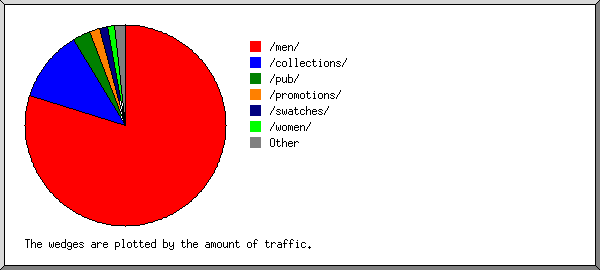 /men/
/collections/
/pub/
/promotions/
/swatches/
/women/
Other
The wedges are plotted by the amount of traffic.